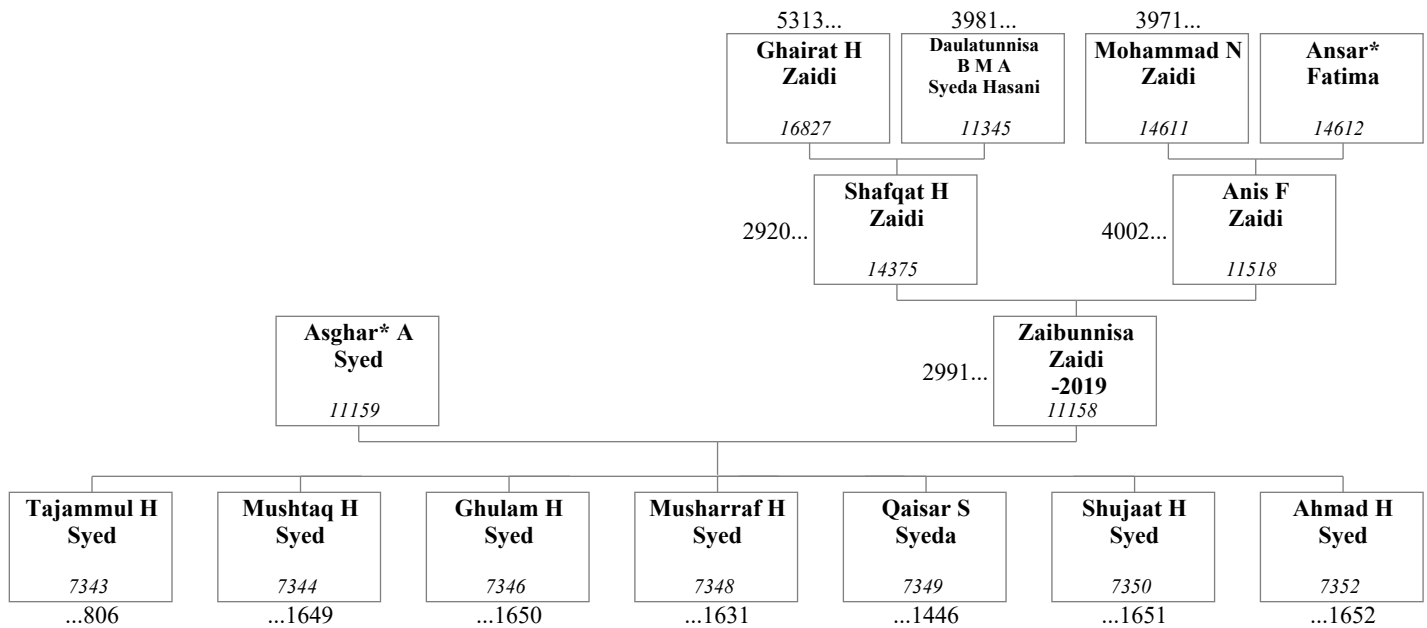 5313...
3981...
3971...
Ghairat H
Zaidi
16827
Daulatunnisa
B M A
Syeda Hasani
11345
Mohammad N
Zaidi
14611
Ansar*
Fatima
14612
2920...
Shafqat H
Zaidi
14375
4002...
Anis F
Zaidi
11518
Asghar* A
Syed
11159
2991...
Zaibunnisa
Zaidi
-2019
11158
Tajammul H
Syed
7343
...806
Mushtaq H
Syed
7344
...1649
Ghulam H
Syed
7346
...1650
Musharraf H
Syed
7348
...1631
Qaisar S
Syeda
7349
...1446
Shujaat H
Syed
7350
...1651
Ahmad H
Syed
7352
...1652